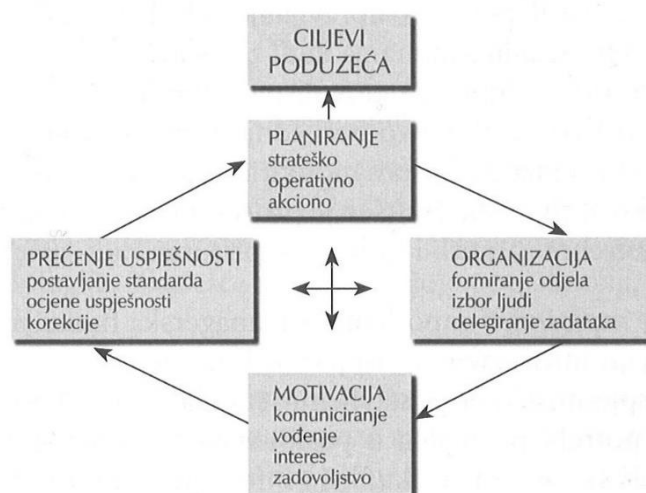 CILJEVI
PODUZEĆA
PLANIRANJE
strateško
operativno
akciono
PREĆENJE USPJEŠNOSTI
postavljanje standarda
ocjene uspješnosti
korekcije
ORGANIZACIJA
formiranje odjela
izbor ljudi
delegiranje zadataka
MOTIVACIJA
komuniciranje
vođenje
interes
zadovoljstvo